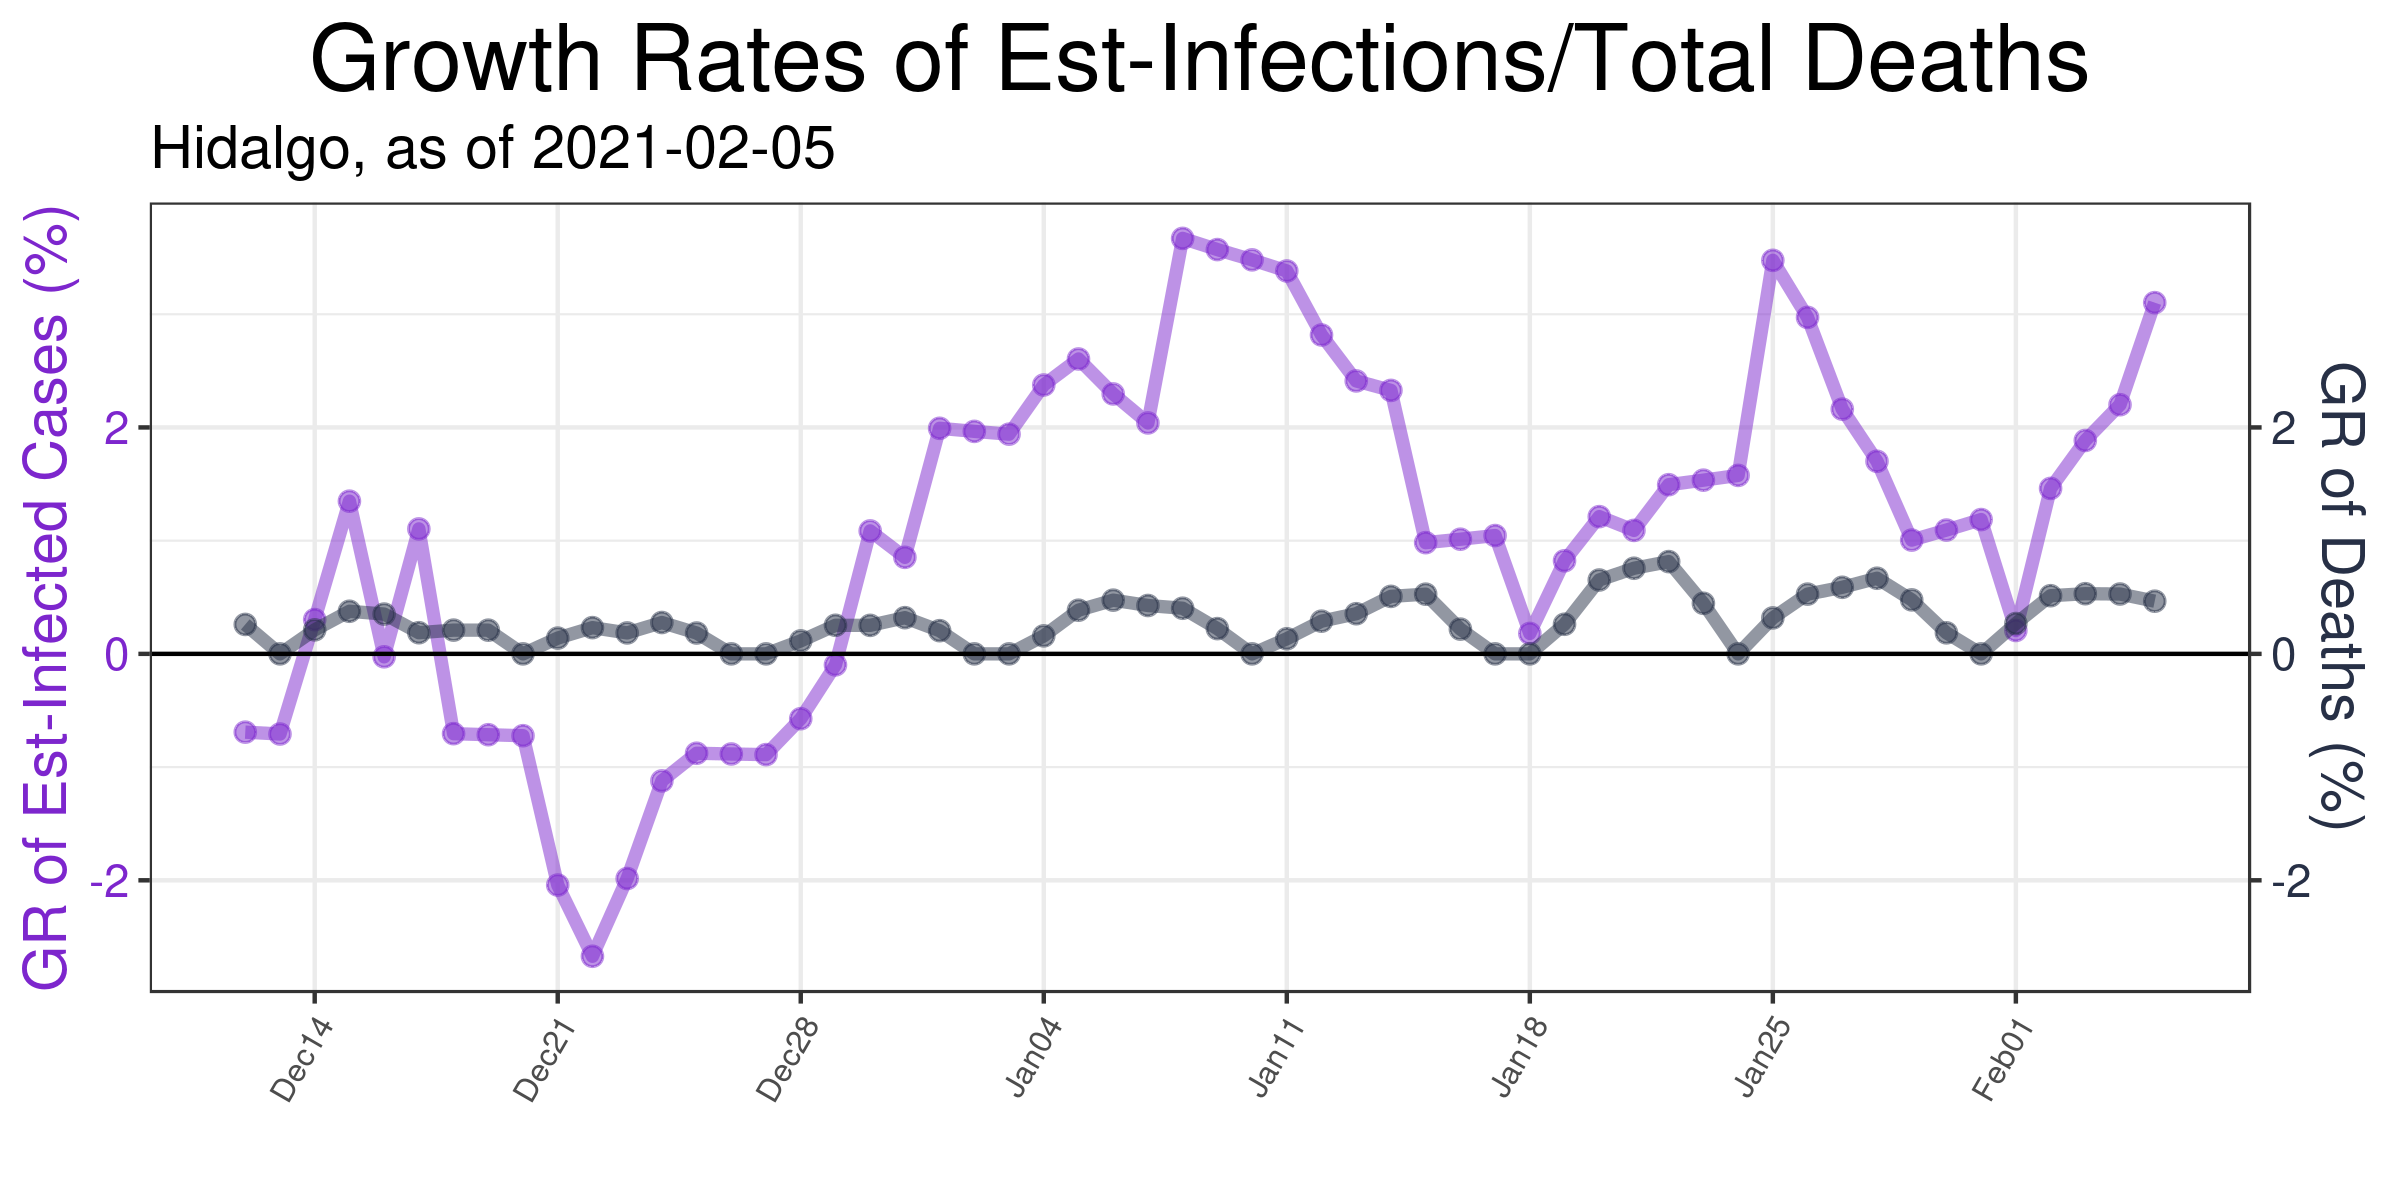 Growth Rates of Est-Infections/Total Deaths
Hidalgo, as of 2021-02-05
GR of Est-Infected Cases (%)
2
0
-2
2
0
-2
GR of Deaths (%)
Dec14
Dec21
Dec28
Jan04
Jan11
Jan18
Jan25
Feb01